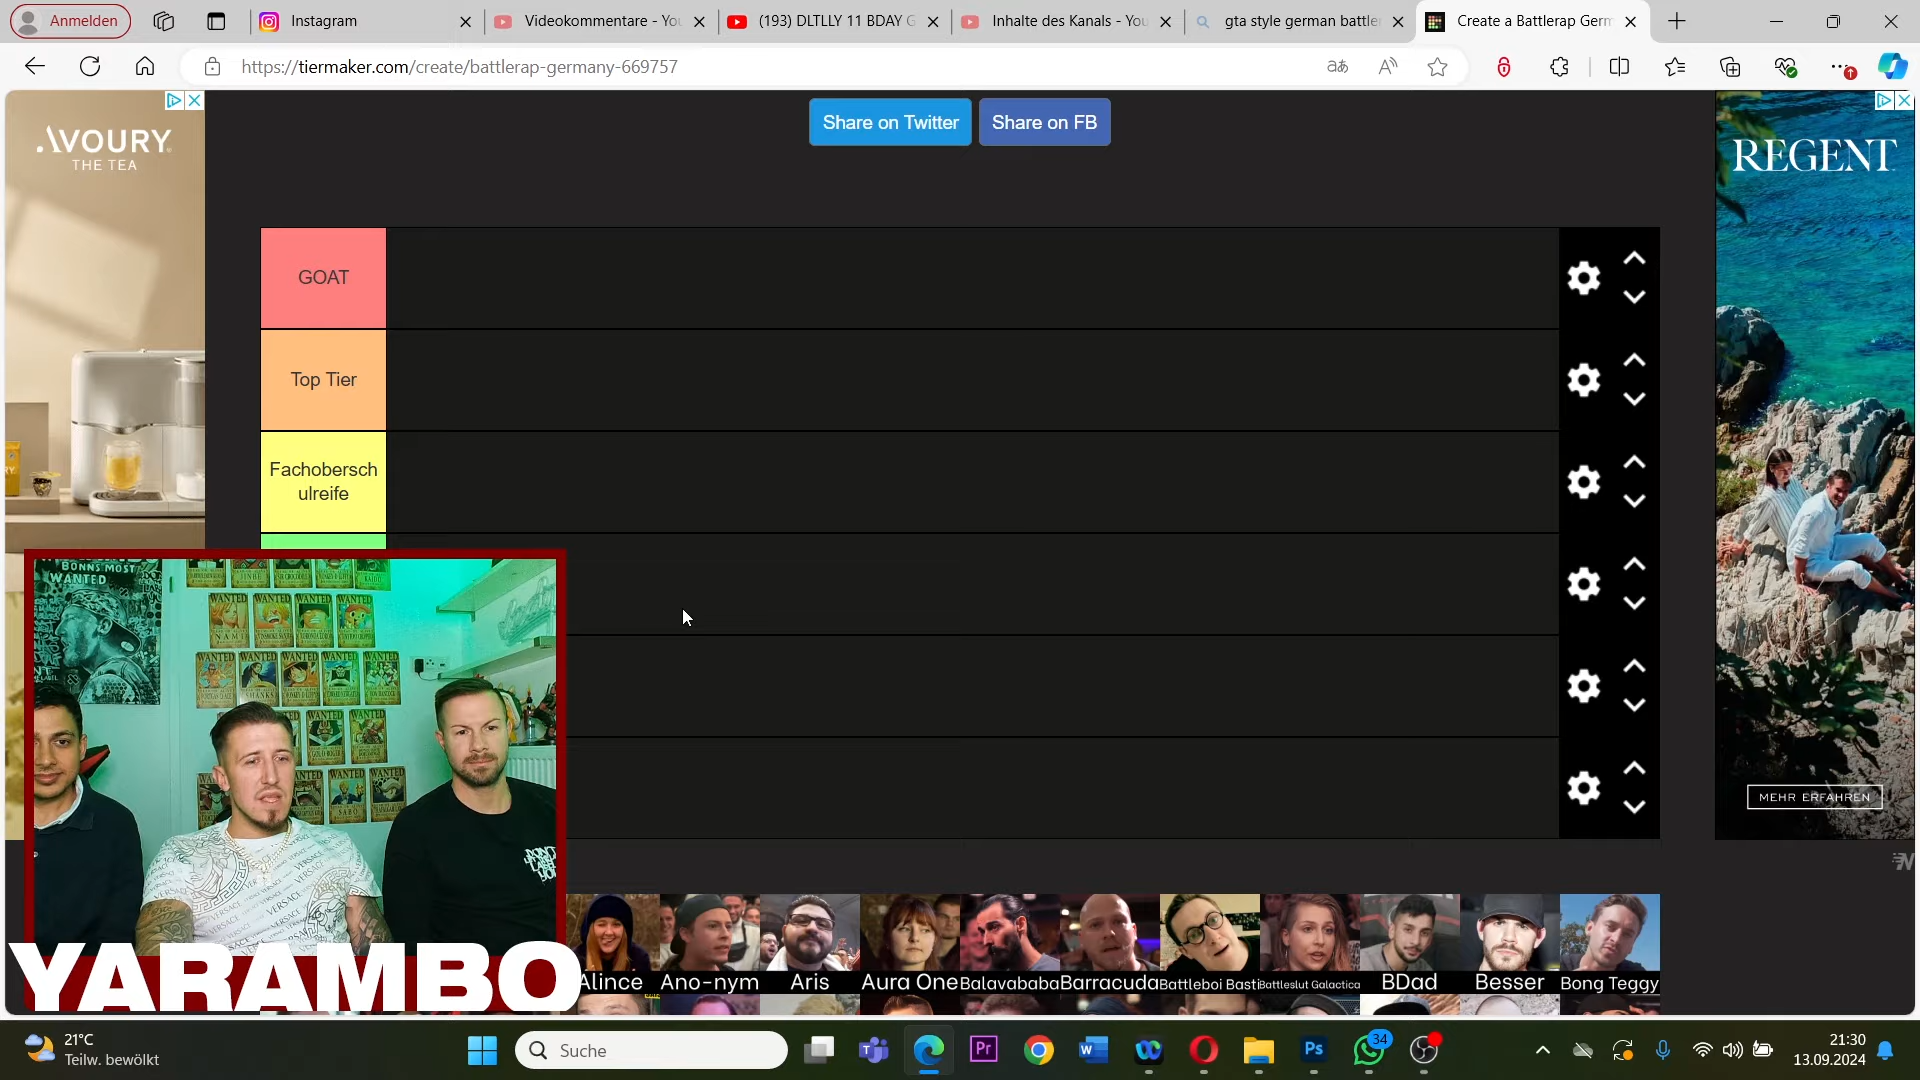 Anmelden
Instagram
Videokommentare - You
(193) DLTLLY 11 BDAY G
Inhalte des Kanals - You
gta style german battler
Create a Battlerap Germ
https://tiermaker.com/create/battlerap-germany-669757
AVOURY
THE TEA
Share on Twitter
Share on FB
REGENT
GOAT
Top Tier
Fachobersch
ulreife
BONNS MOST
WANTED
MEHR ERFAHREN
YARAMBO
Alince
Ano-nym
Aris
Aura One
Balavababa
Barracuda
Battleboi Basti
Battleslut Galactica
BDad
Besser
Bong Teggy
21°C
Teilw. bewölkt
Suche
34
21:30
13.09.2024